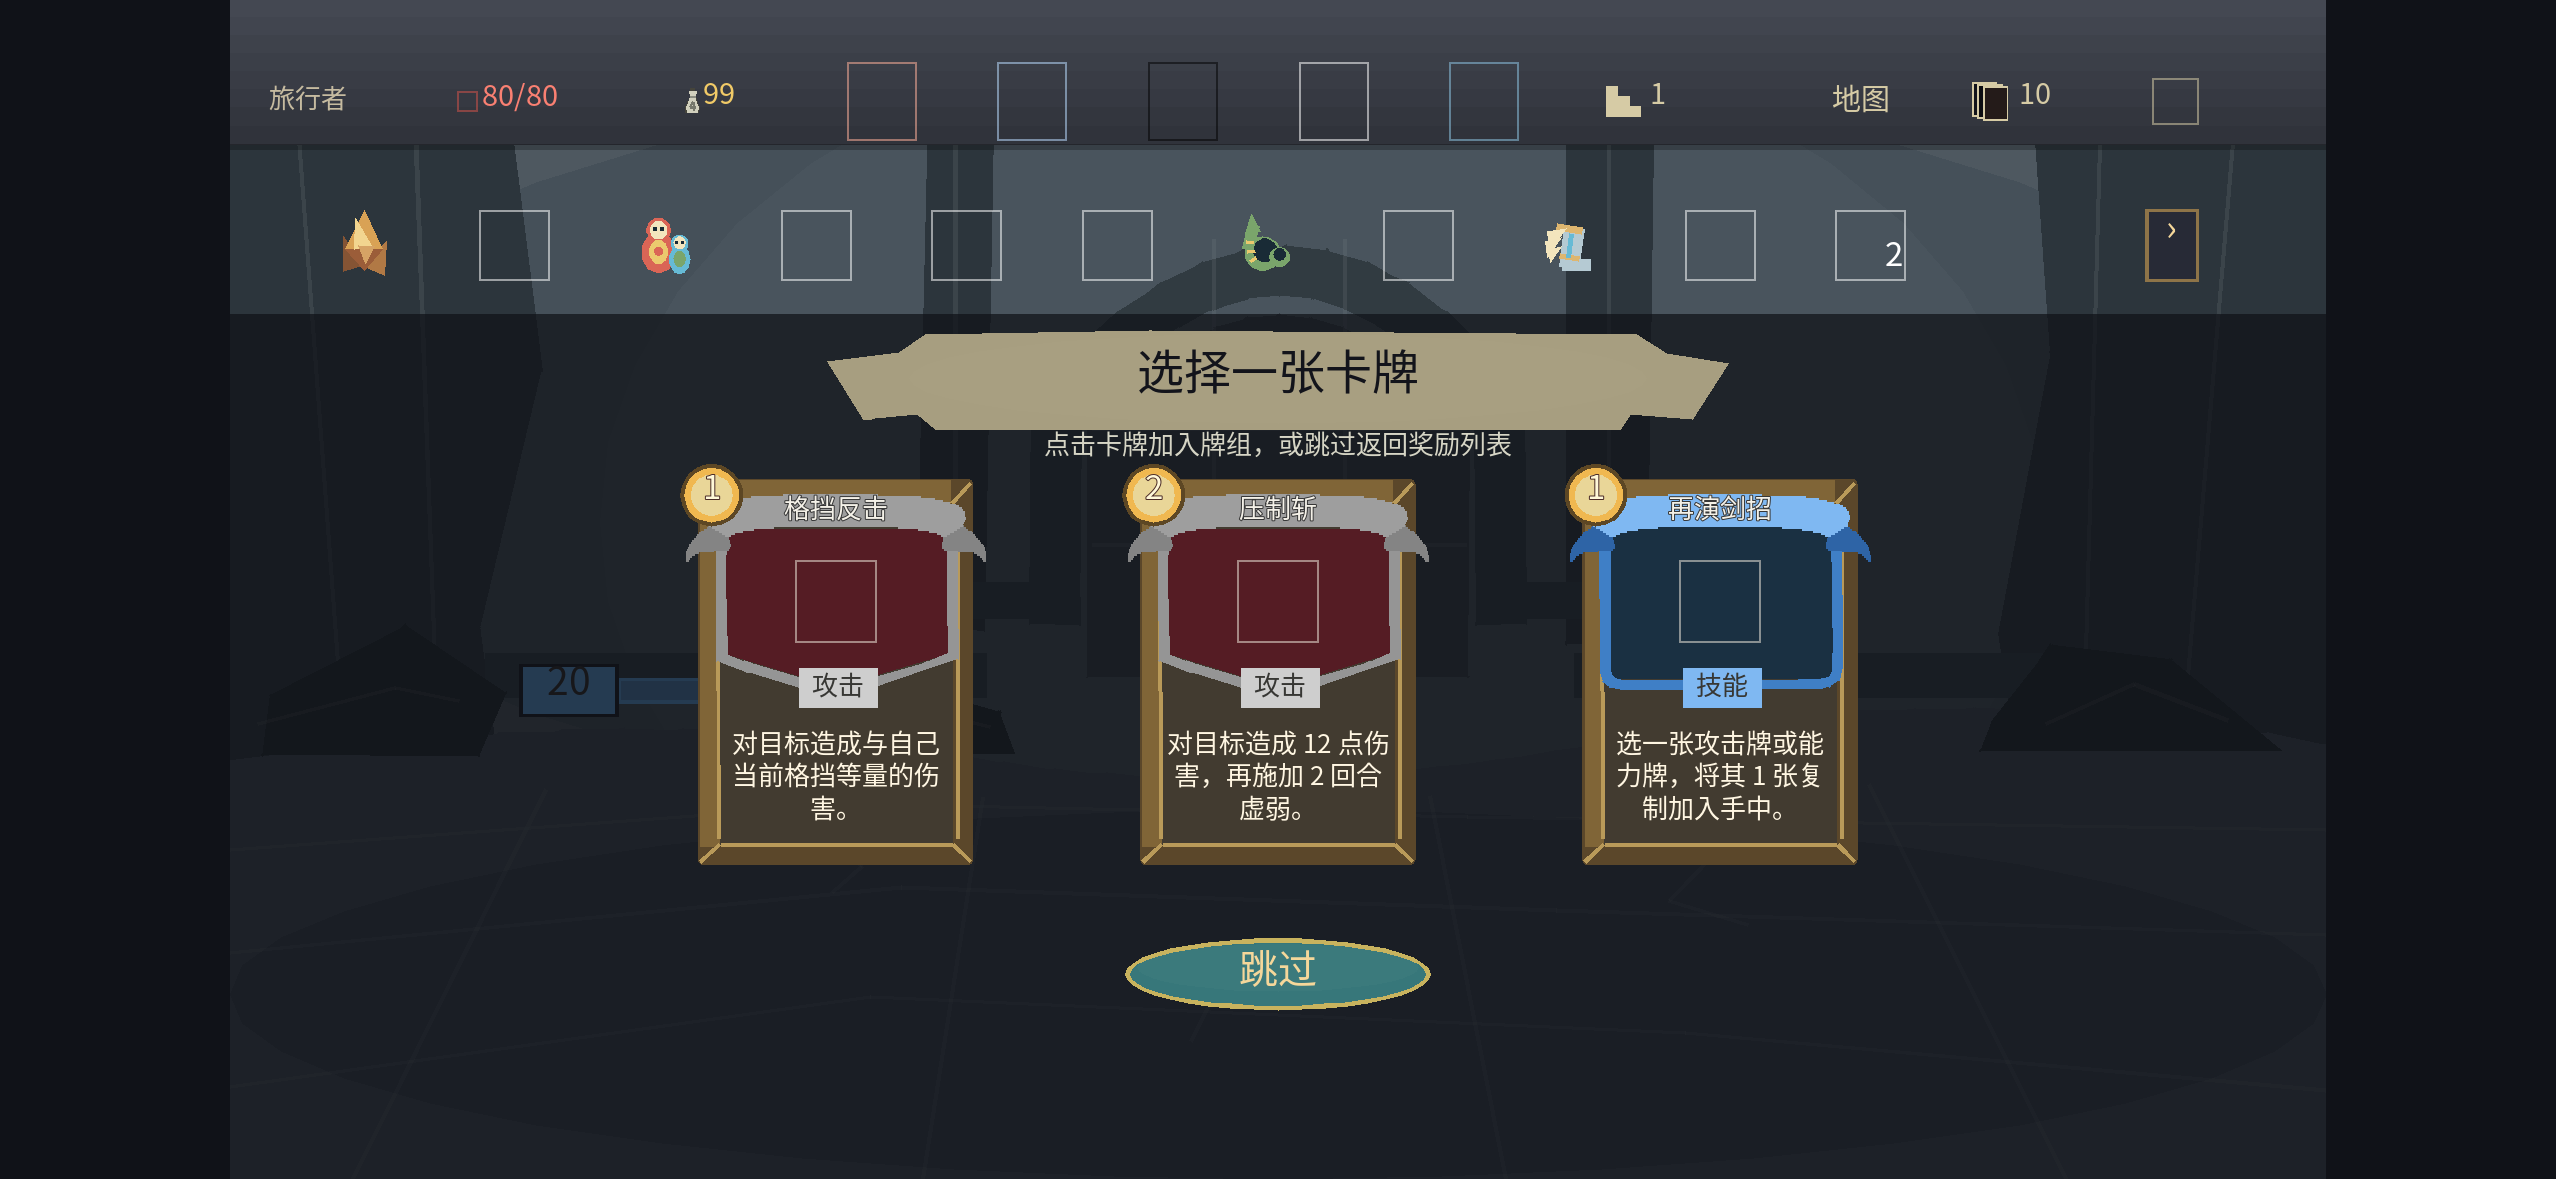 旅行者 80/80 99 1 地图 10
2 ›
选择一张卡牌
点击卡牌加入牌组，或跳过返回奖励列表
1 格挡反击
攻击
对目标造成与自己
当前格挡等量的伤
害。
2 压制斩
攻击
对目标造成 12 点伤
害，再施加 2 回合
虚弱。
1 再演剑招
技能
选一张攻击牌或能
力牌，将其 1 张复
制加入手中。
20
跳过